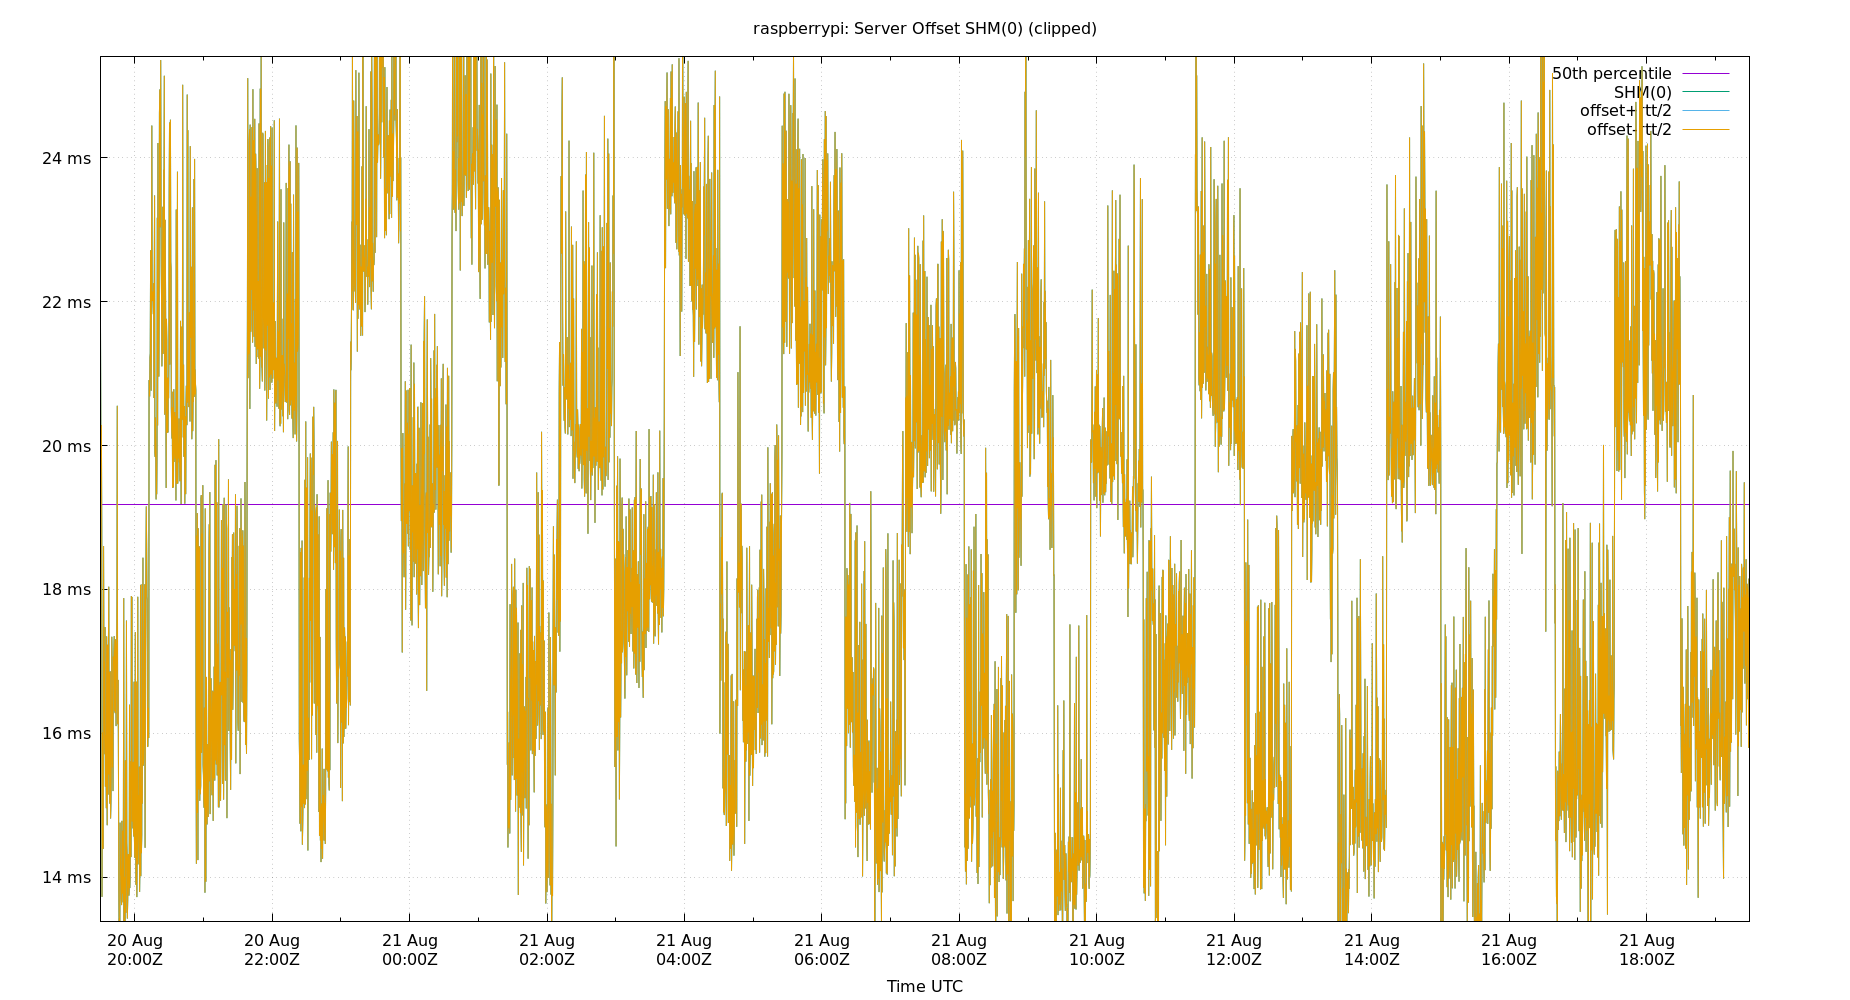 raspberrypi: Server Offset SHM(0) (clipped)
50th percentile
SHM(0)
offset+rtt/2
offset-rtt/2
24 ms
22 ms
20 ms
18 ms
16 ms
14 ms
20 Aug 20 Aug 21 Aug 21 Aug 21 Aug 21 Aug 21 Aug 21 Aug 21 Aug 21 Aug 21 Aug 21 Aug
20:00Z 22:00Z 00:00Z 02:00Z 04:00Z 06:00Z 08:00Z 10:00Z 12:00Z 14:00Z 16:00Z 18:00Z
Time UTC